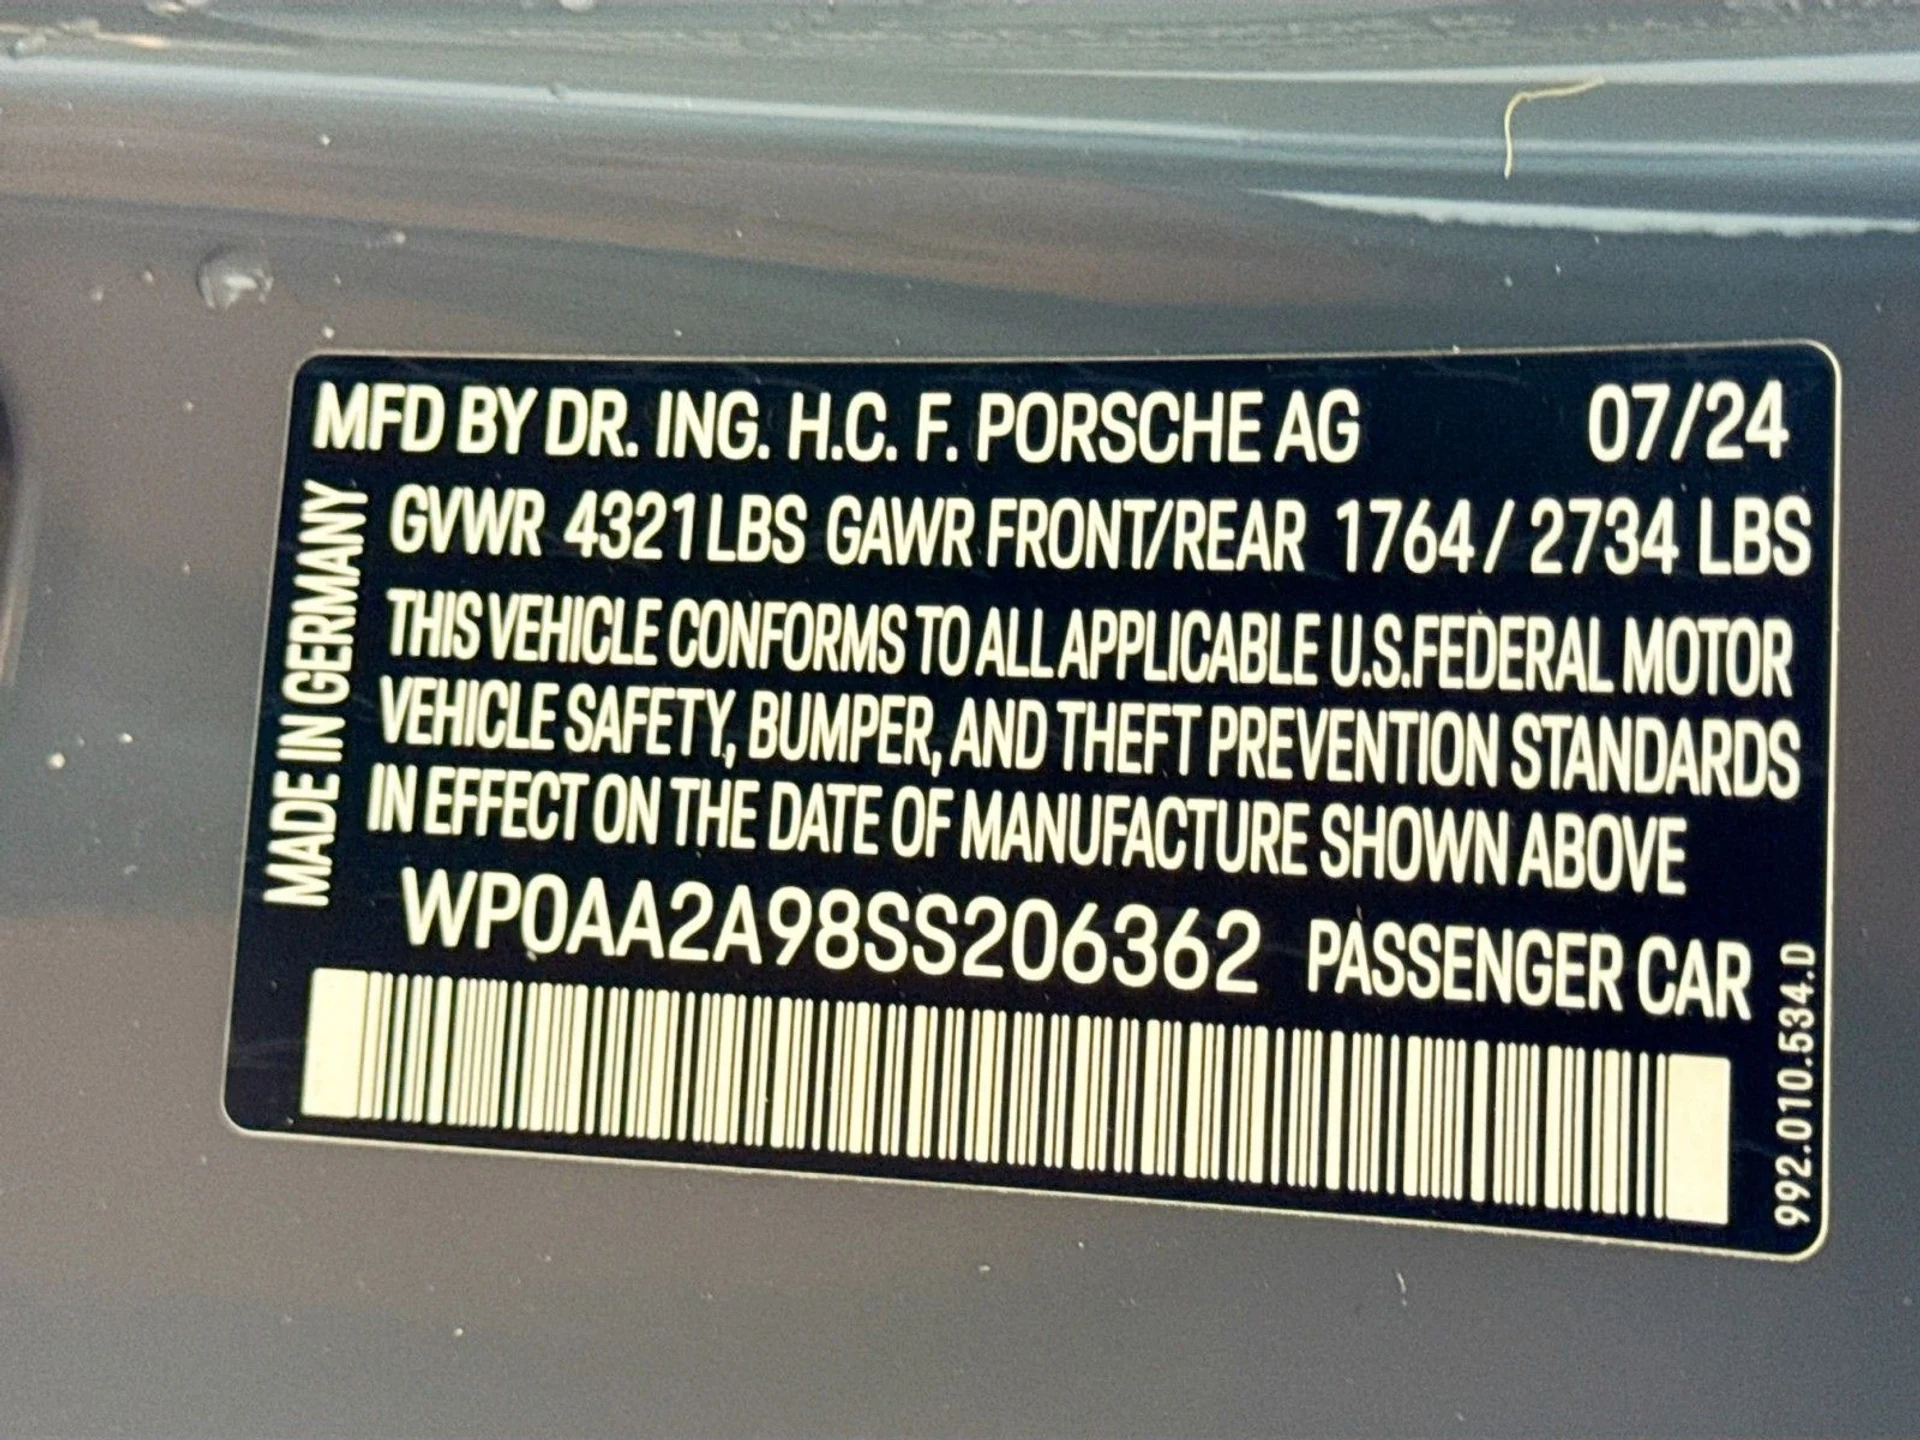 MFD BY DR. ING. H.C. F. PORSCHE AG 07/24
GVWR 4321 LBS GAWR FRONT/REAR 1764 / 2734 LBS
THIS VEHICLE CONFORMS TO ALL APPLICABLE U.S.FEDERAL MOTOR
VEHICLE SAFETY, BUMPER, AND THEFT PREVENTION STANDARDS
IN EFFECT ON THE DATE OF MANUFACTURE SHOWN ABOVE
WP0AA2A98SS206362 PASSENGER CAR
MADE IN GERMANY
992.010.534.D